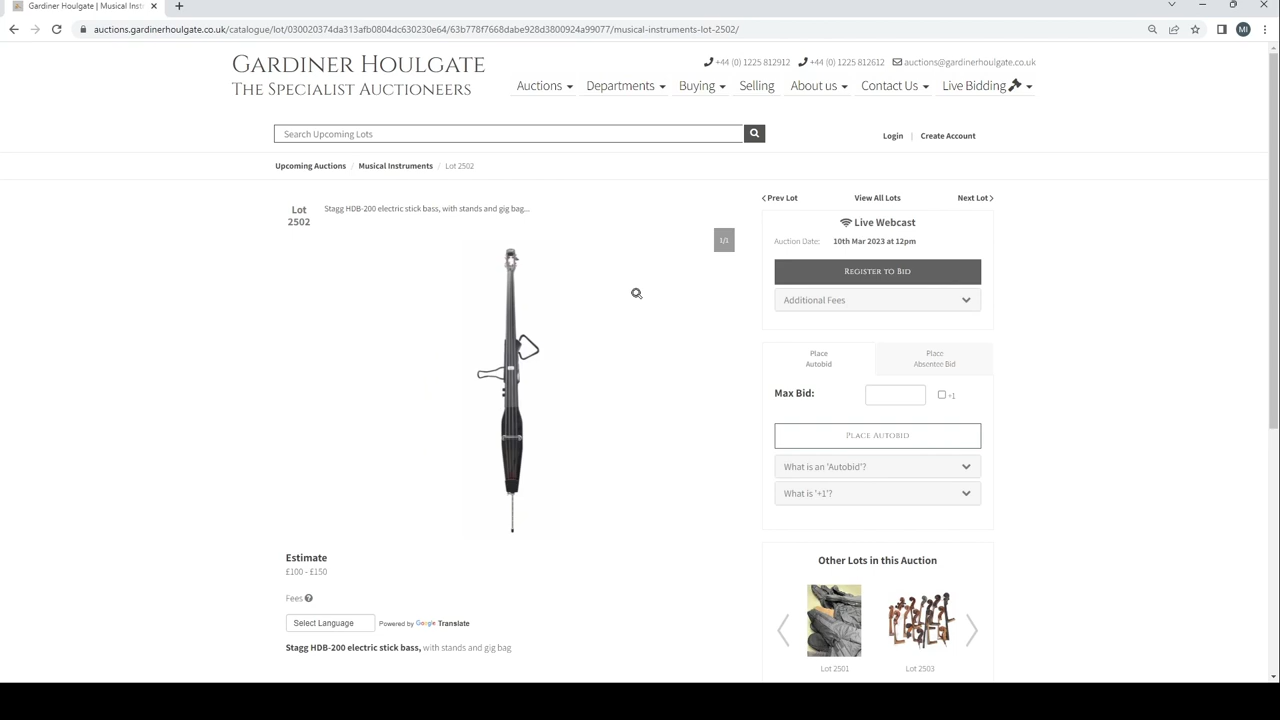 Gardiner Houlgate | Musical Inst
auctions.gardinerhoulgate.co.uk/catalogue/lot/030020374da313afb0804dc630230e64/63b778f7668dabe928d3800924a99077/musical-instruments-lot-2502/
MI
GARDINER HOULGATE
THE SPECIALIST AUCTIONEERS
+44 (0) 1225 812912 +44 (0) 1225 812612 auctions@gardinerhoulgate.co.uk
Auctions Departments Buying Selling About us Contact Us Live Bidding
Search Upcoming Lots
Login | Create Account
Upcoming Auctions / Musical Instruments / Lot 2502
Lot
2502
Stagg HDB-200 electric stick bass, with stands and gig bag...
1/1
Prev Lot View All Lots Next Lot
Live Webcast
Auction Date: 10th Mar 2023 at 12pm
REGISTER TO BID
Additional Fees
Place
Autobid
Place
Absentee Bid
Max Bid:
+1
PLACE AUTOBID
What is an 'Autobid'?
What is '+1'?
Estimate
£100 - £150
Fees
Select Language Powered by Google Translate
Stagg HDB-200 electric stick bass, with stands and gig bag
Other Lots in this Auction
Lot 2501 Lot 2503